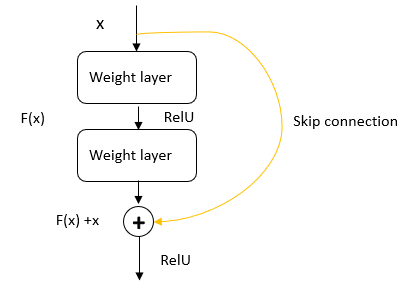 x
Weight layer
RelU
F(x)
Skip connection
Weight layer
F(x) +x
+
RelU